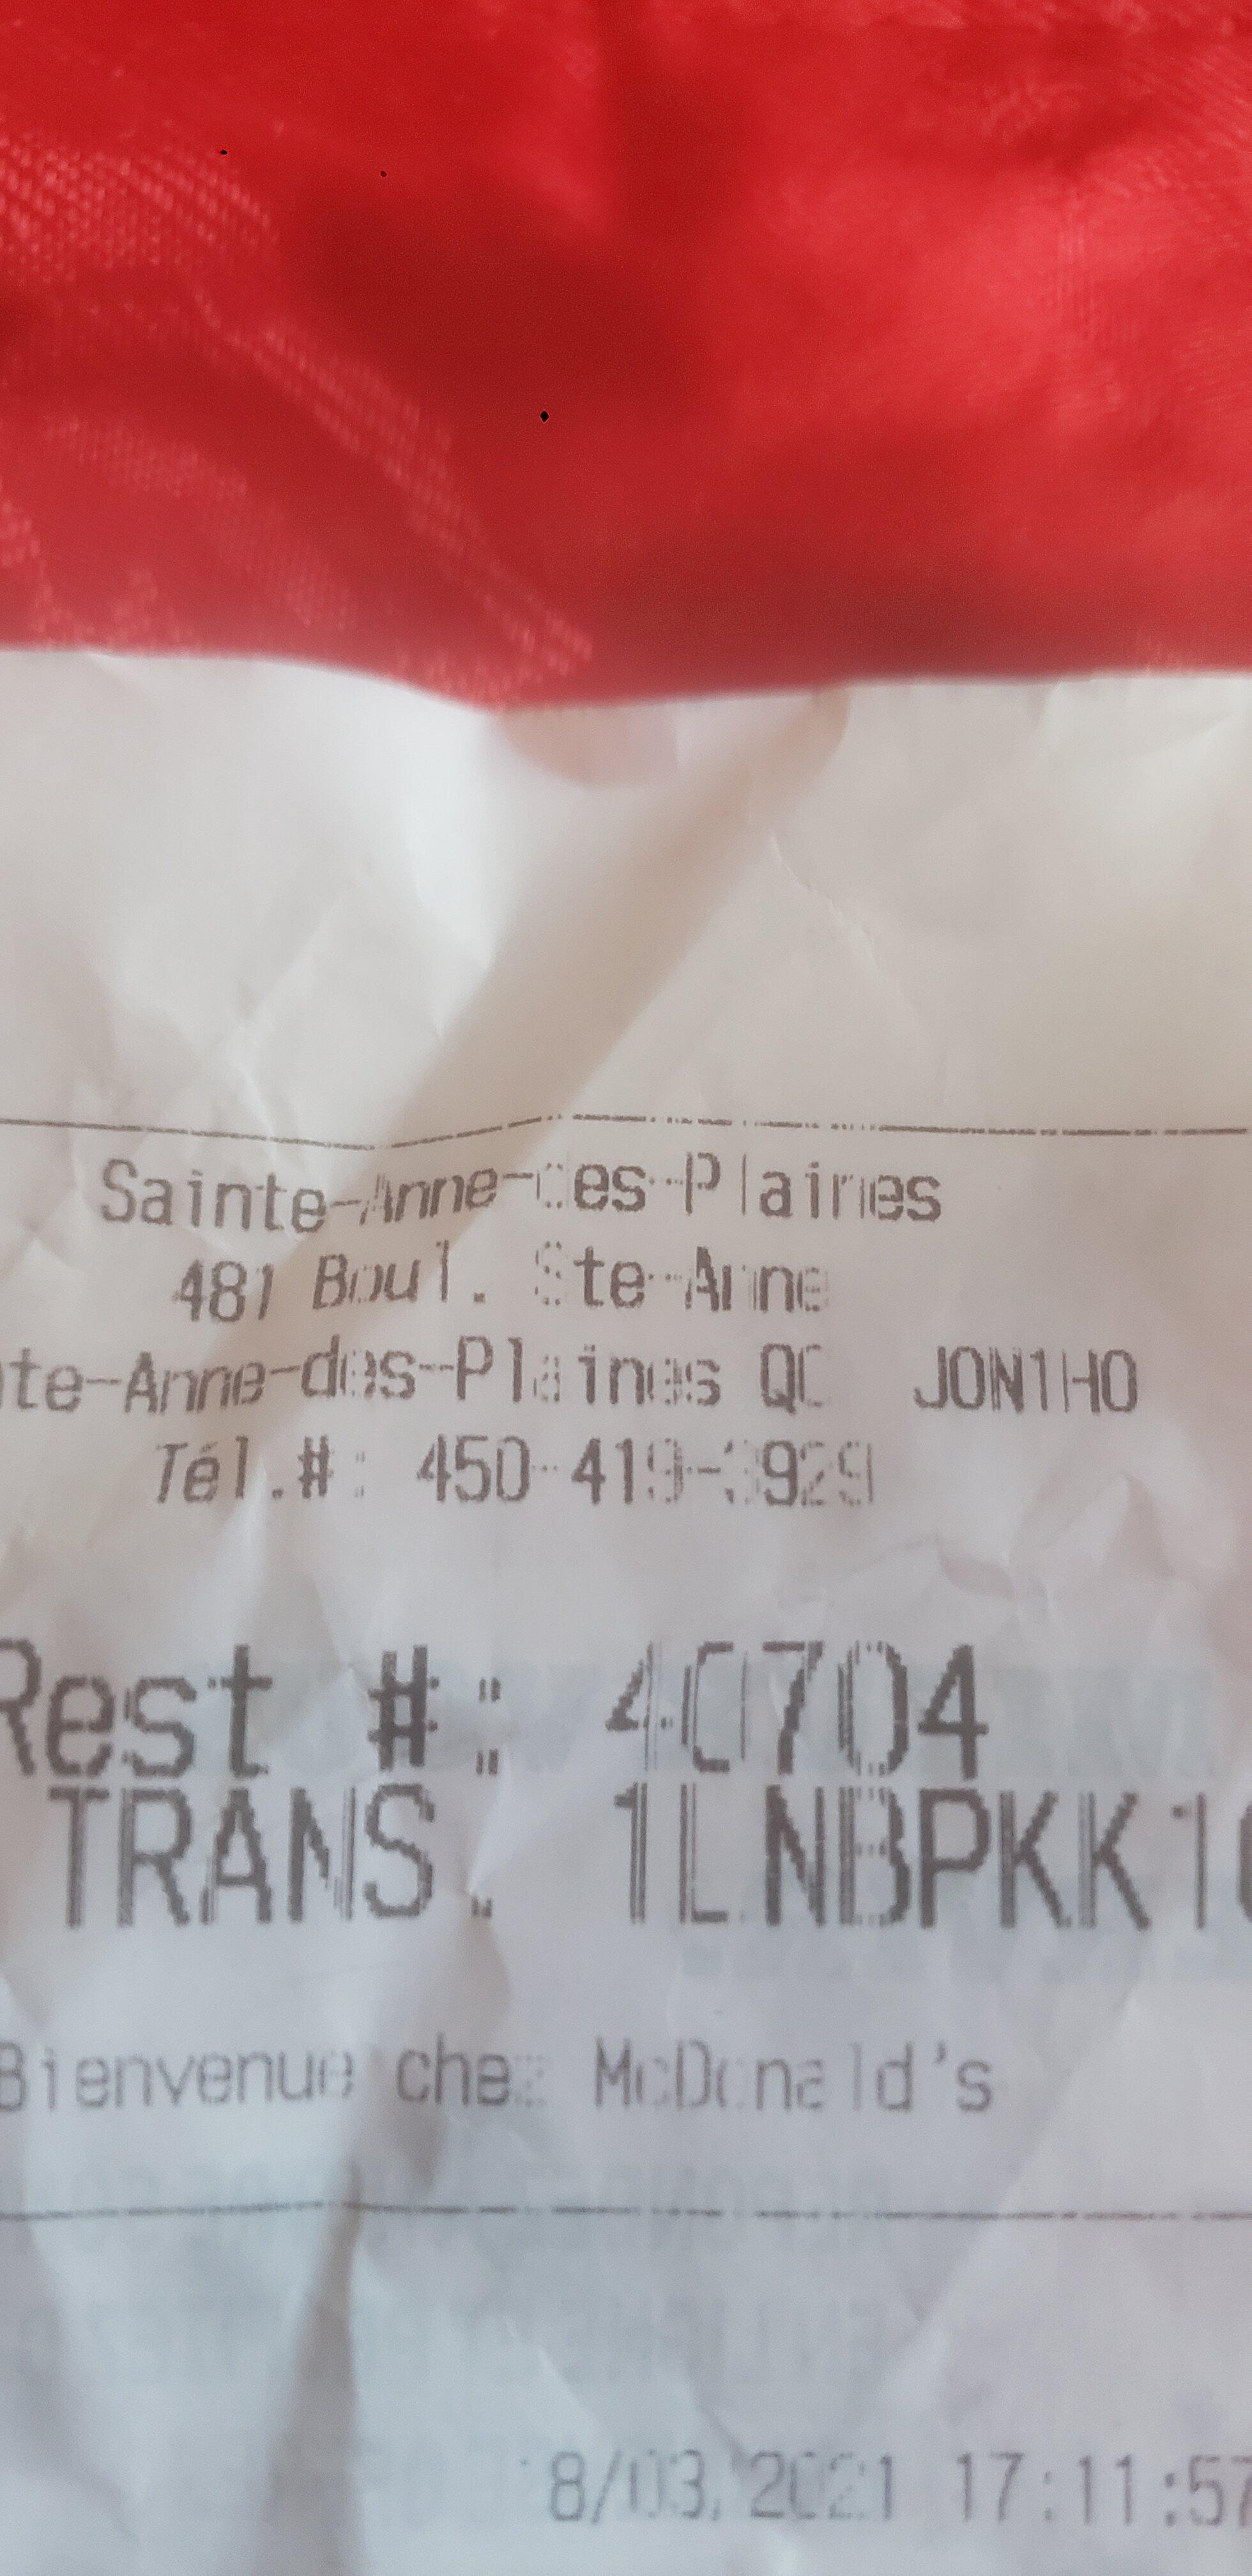 Sainte-Anne-des-Plaines
481 Boul. Ste-Anne
nte-Anne-des-Plaines QC J0N1H0
Tél.#: 450-419-3929
Rest #: 40704
TRANS.: 1LNBPKK1
Bienvenue chez McDonald's
8/03/2021 17:11:57